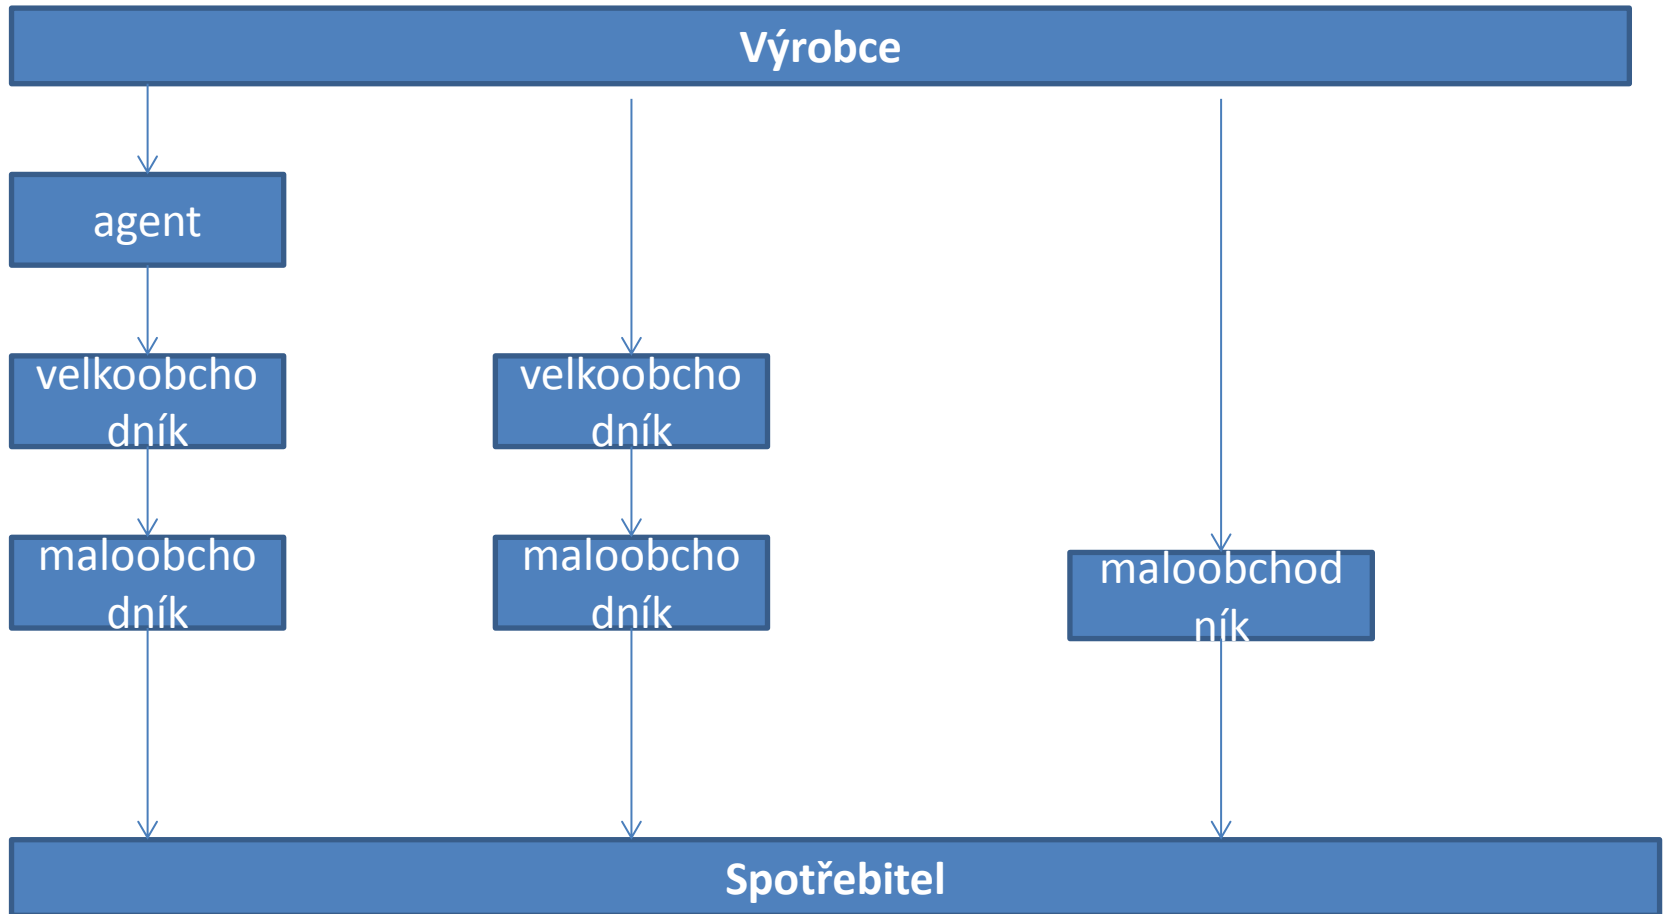 Výrobce
agent
velkoobcho
dník
velkoobcho
dník
maloobcho
dník
maloobcho
dník
maloobchod
ník
Spotřebitel